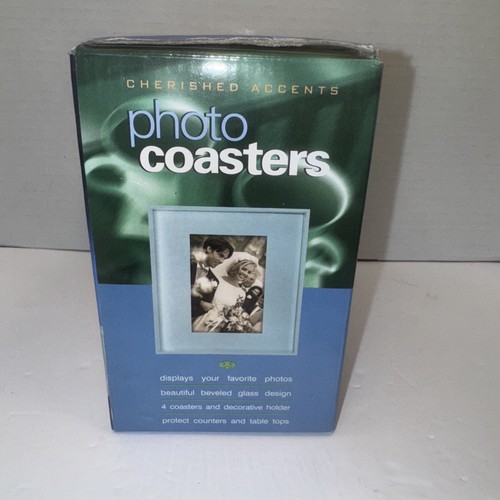 CHERISHED ACCENTS
photo
coasters
displays your favorite photos
beautiful beveled glass design
4 coasters and decorative holder
protect counters and table tops